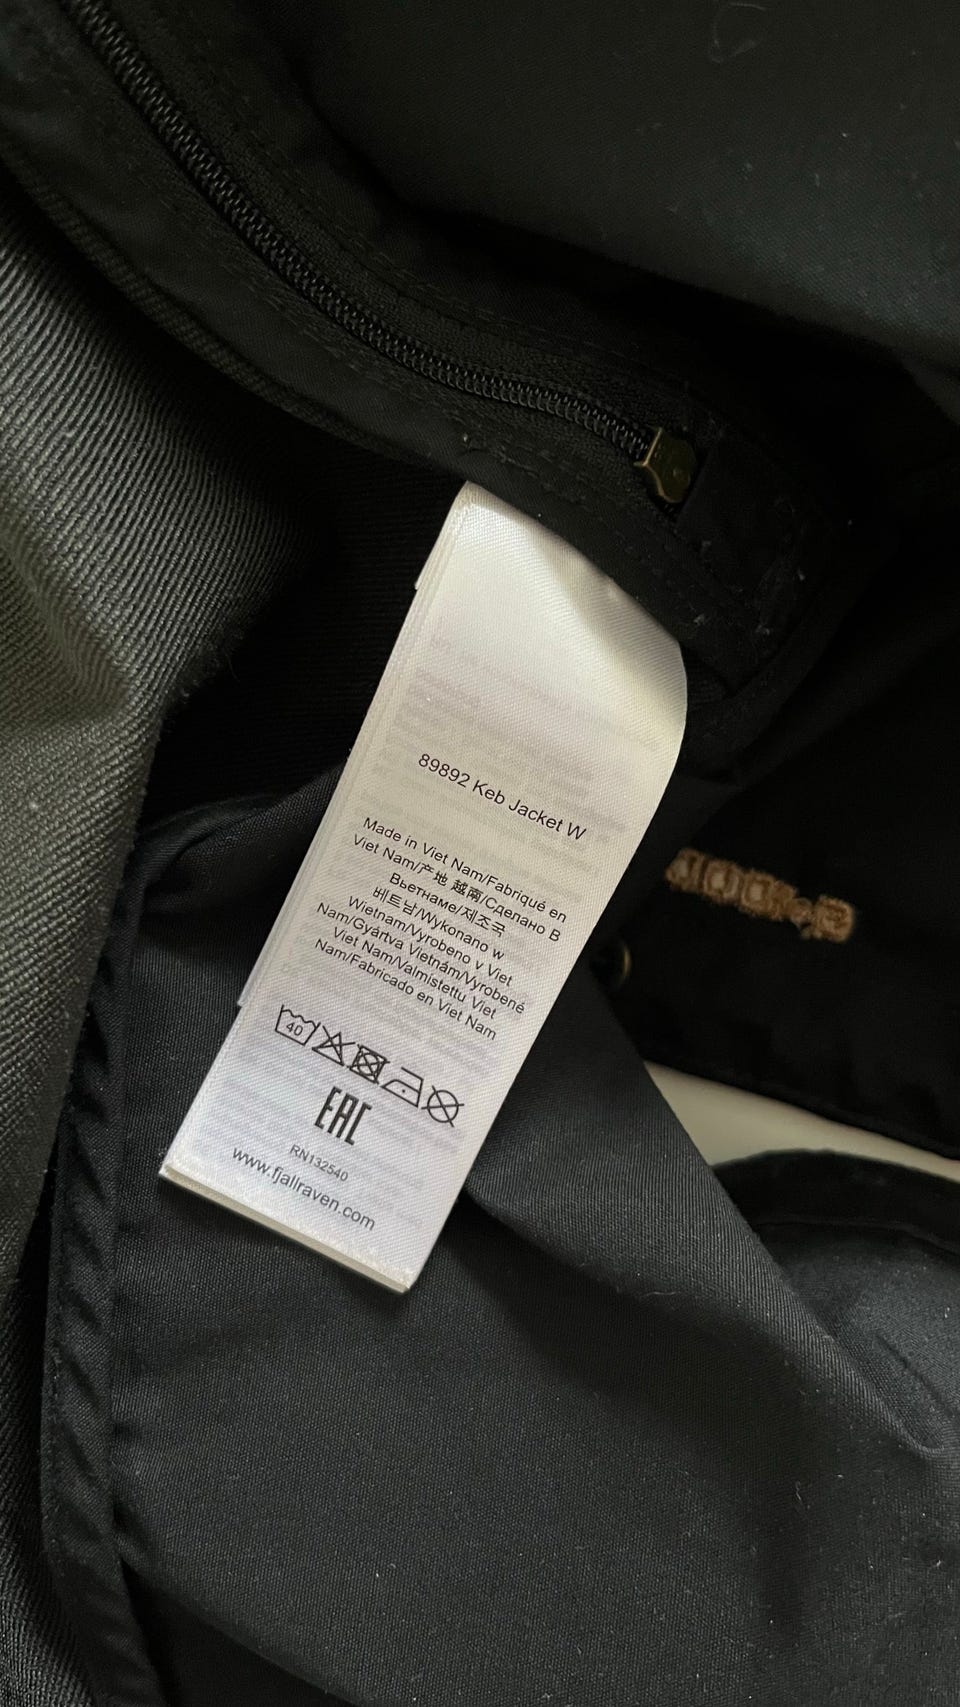 89892 Keb Jacket W
Made in Viet Nam/Fabriqué en
Viet Nam/产地 越南/Сделано В
Вьетнаме/제조국
베트남/Wykonano w
Wietnam/Vyrobeno v Viet
Nam/Gyártva Vietnám/Vyrobené
Viet Nam/Valmistettu Viet
Nam/Fabricado en Viet Nam
40
EAC
RN132540
www.fjallraven.com